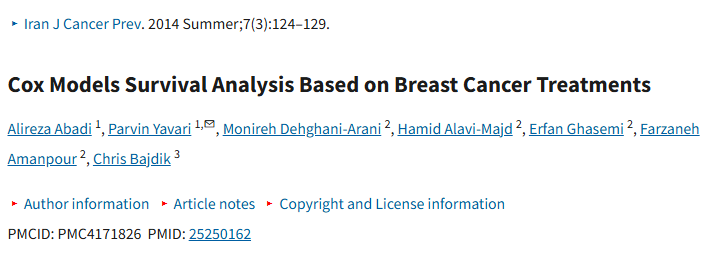 ▸ Iran J Cancer Prev. 2014 Summer;7(3):124–129.
Cox Models Survival Analysis Based on Breast Cancer Treatments
Alireza Abadi 1, Parvin Yavari 1,✉, Monireh Dehghani-Arani 2, Hamid Alavi-Majd 2, Erfan Ghasemi 2, Farzaneh
Amanpour 2, Chris Bajdik 3
▸ Author information ▸ Article notes ▸ Copyright and License information
PMCID: PMC4171826 PMID: 25250162